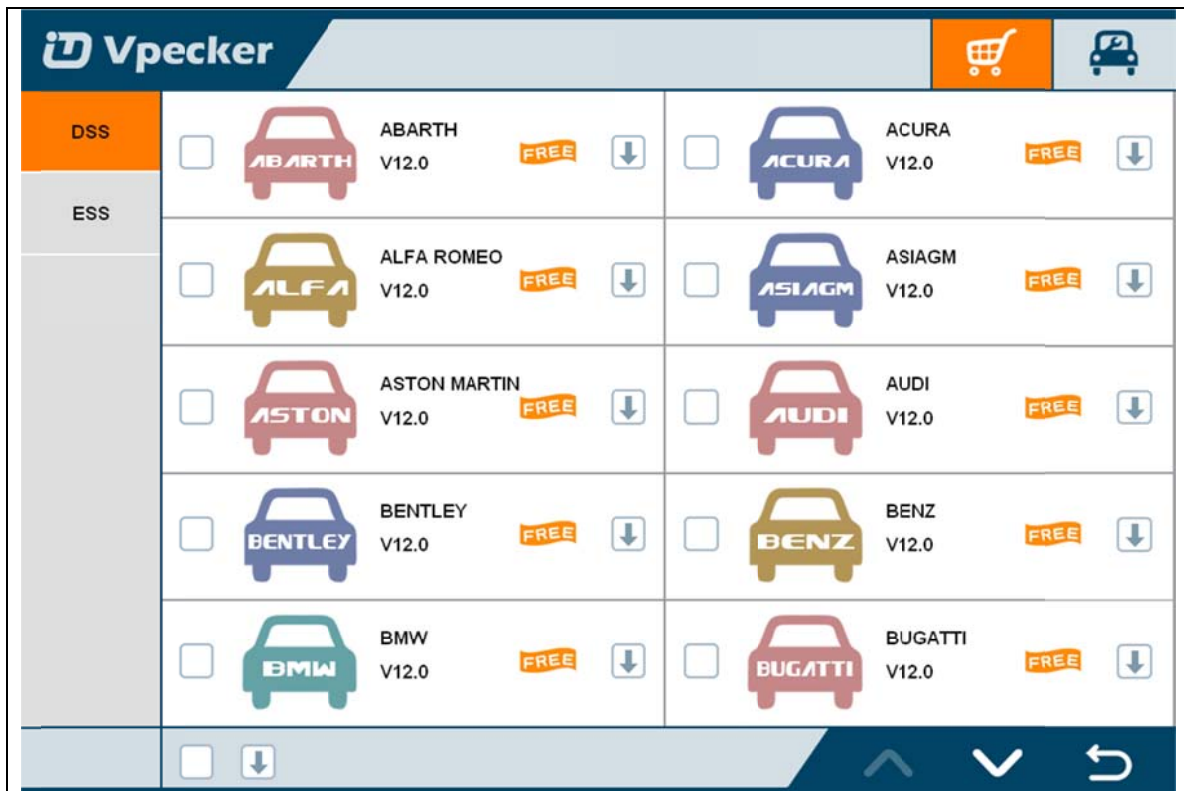 Vpecker
DSS
ESS
ABARTH
ABARTH
V12.0
FREE
ACURA
ACURA
V12.0
FREE
ALFA
ALFA ROMEO
V12.0
FREE
ASIAGM
ASIAGM
V12.0
FREE
ASTON
ASTON MARTIN
V12.0
FREE
AUDI
AUDI
V12.0
FREE
BENTLEY
BENTLEY
V12.0
FREE
BENZ
BENZ
V12.0
FREE
BMW
BMW
V12.0
FREE
BUGATTI
BUGATTI
V12.0
FREE